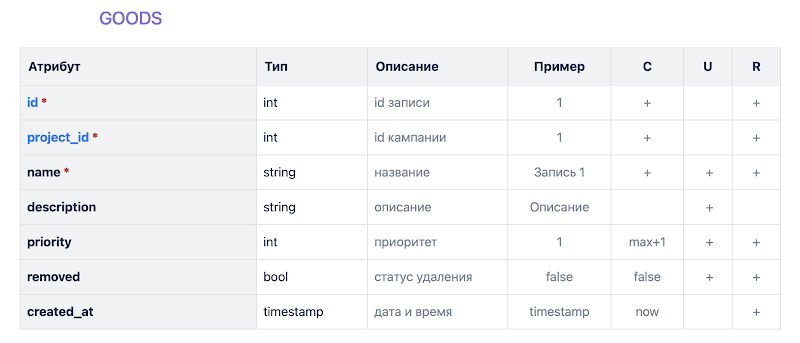 GOODS
Атрибут Тип Описание Пример C U R
id * int id записи 1 + +
project_id * int id кампании 1 + +
name * string название Запись 1 + + +
description string описание Описание +
priority int приоритет 1 max+1 + +
removed bool статус удаления false false + +
created_at timestamp дата и время timestamp now +